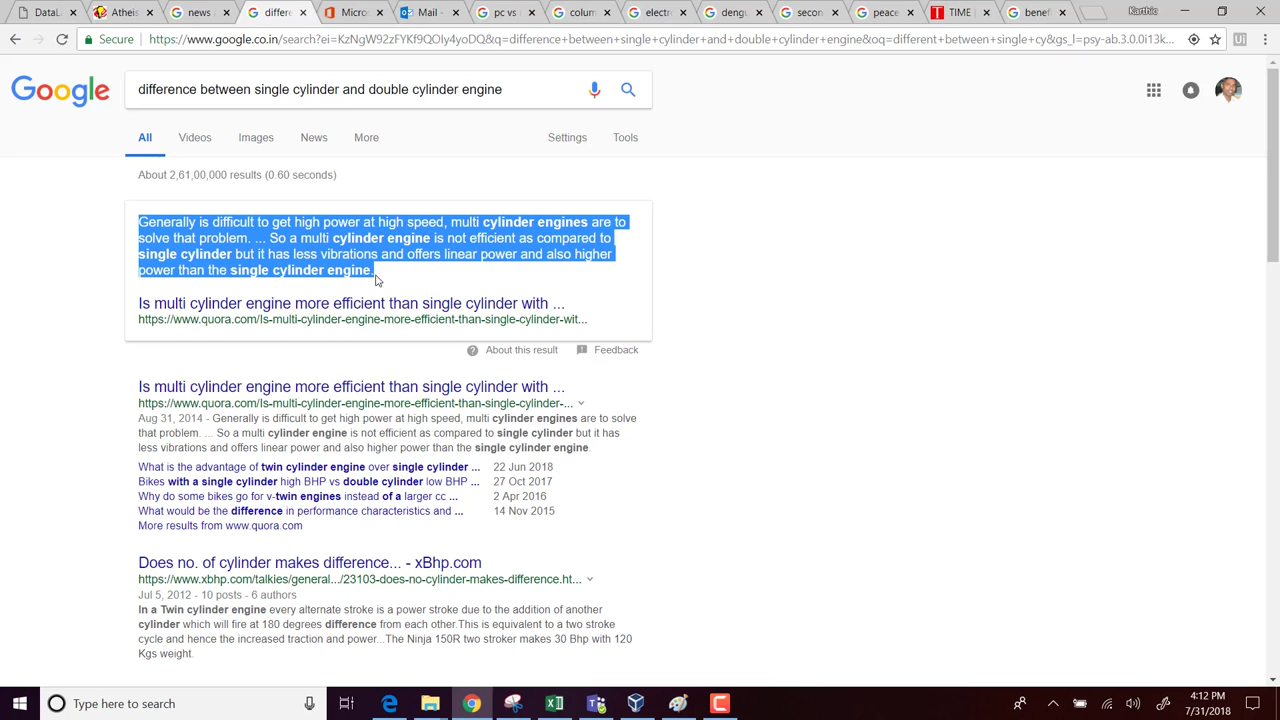 DataLa
Atheis
news a
differe
Micros
Mail -
pc vs
colum
electro
dengu
secon
peace
TIME |
benef
Karthic
Secure
https://www.google.co.in/search?ei=KzNgW92zFYKf9QOIy4yoDQ&q=difference+between+single+cylinder+and+double+cylinder+engine&oq=different+between+single+cy&gs_l=psy-ab.3.0.0i13k...
Google
difference between single cylinder and double cylinder engine
All Videos Images News More Settings Tools
About 2,61,00,000 results (0.60 seconds)
Generally is difficult to get high power at high speed, multi cylinder engines are to
solve that problem. ... So a multi cylinder engine is not efficient as compared to
single cylinder but it has less vibrations and offers linear power and also higher
power than the single cylinder engine.
Is multi cylinder engine more efficient than single cylinder with ...
https://www.quora.com/Is-multi-cylinder-engine-more-efficient-than-single-cylinder-wit...
About this result Feedback
Is multi cylinder engine more efficient than single cylinder with ...
https://www.quora.com/Is-multi-cylinder-engine-more-efficient-than-single-cylinder-...
Aug 31, 2014 - Generally is difficult to get high power at high speed, multi cylinder engines are to solve
that problem. ... So a multi cylinder engine is not efficient as compared to single cylinder but it has
less vibrations and offers linear power and also higher power than the single cylinder engine.
What is the advantage of twin cylinder engine over single cylinder ... 22 Jun 2018
Bikes with a single cylinder high BHP vs double cylinder low BHP ... 27 Oct 2017
Why do some bikes go for v-twin engines instead of a larger cc ... 2 Apr 2016
What would be the difference in performance characteristics and ... 14 Nov 2015
More results from www.quora.com
Does no. of cylinder makes difference... - xBhp.com
https://www.xbhp.com/talkies/general.../23103-does-no-cylinder-makes-difference.ht...
Jul 5, 2012 - 10 posts - 6 authors
In a Twin cylinder engine every alternate stroke is a power stroke due to the addition of another
cylinder which will fire at 180 degrees difference from each other.This is equivalent to a two stroke
cycle and hence the increased traction and power...The Ninja 150R two stroker makes 30 Bhp with 120
Kgs weight.
Type here to search
4:12 PM
7/31/2018